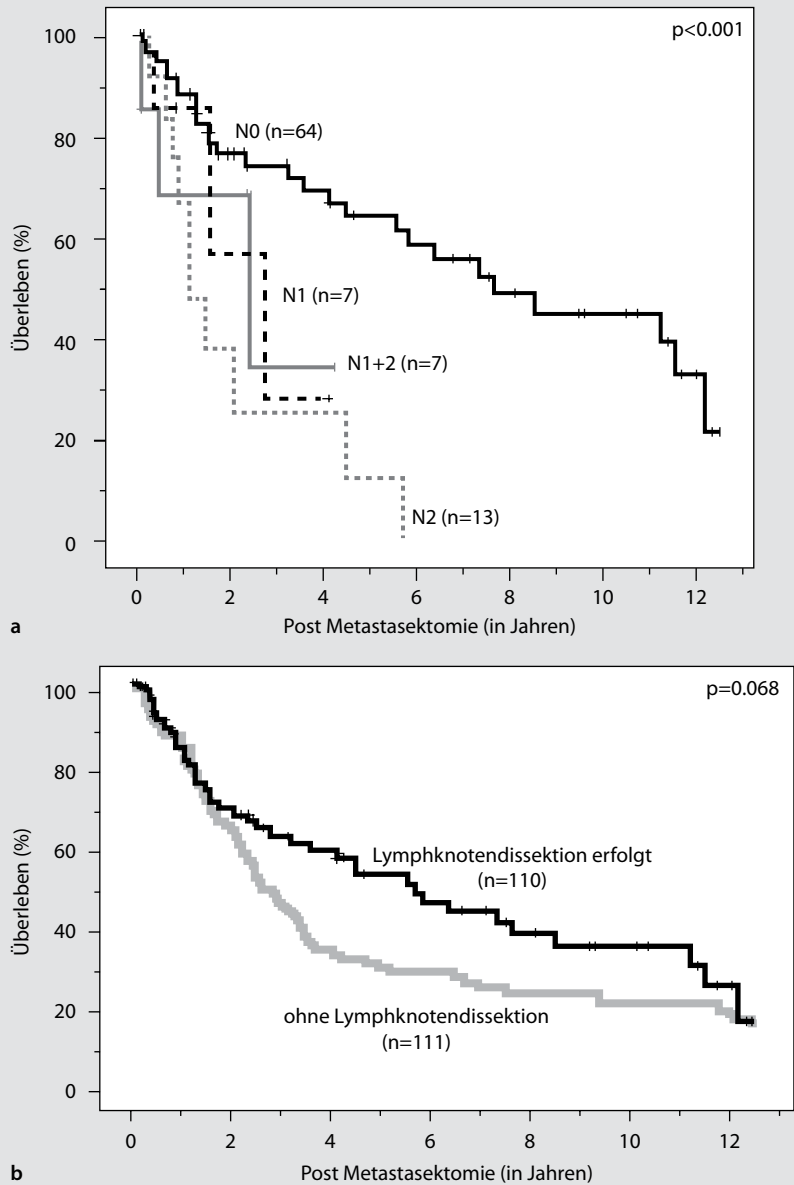 p<0.001
100
80
60
40
20
0
Überleben (%)
N0 (n=64)
N1 (n=7)
N1+2 (n=7)
N2 (n=13)
0 2 4 6 8 10 12
Post Metastasektomie (in Jahren)
a
p=0.068
100
80
60
40
20
0
Überleben (%)
Lymphknotendissektion erfolgt
(n=110)
ohne Lymphknotendissektion
(n=111)
0 2 4 6 8 10 12
Post Metastasektomie (in Jahren)
b